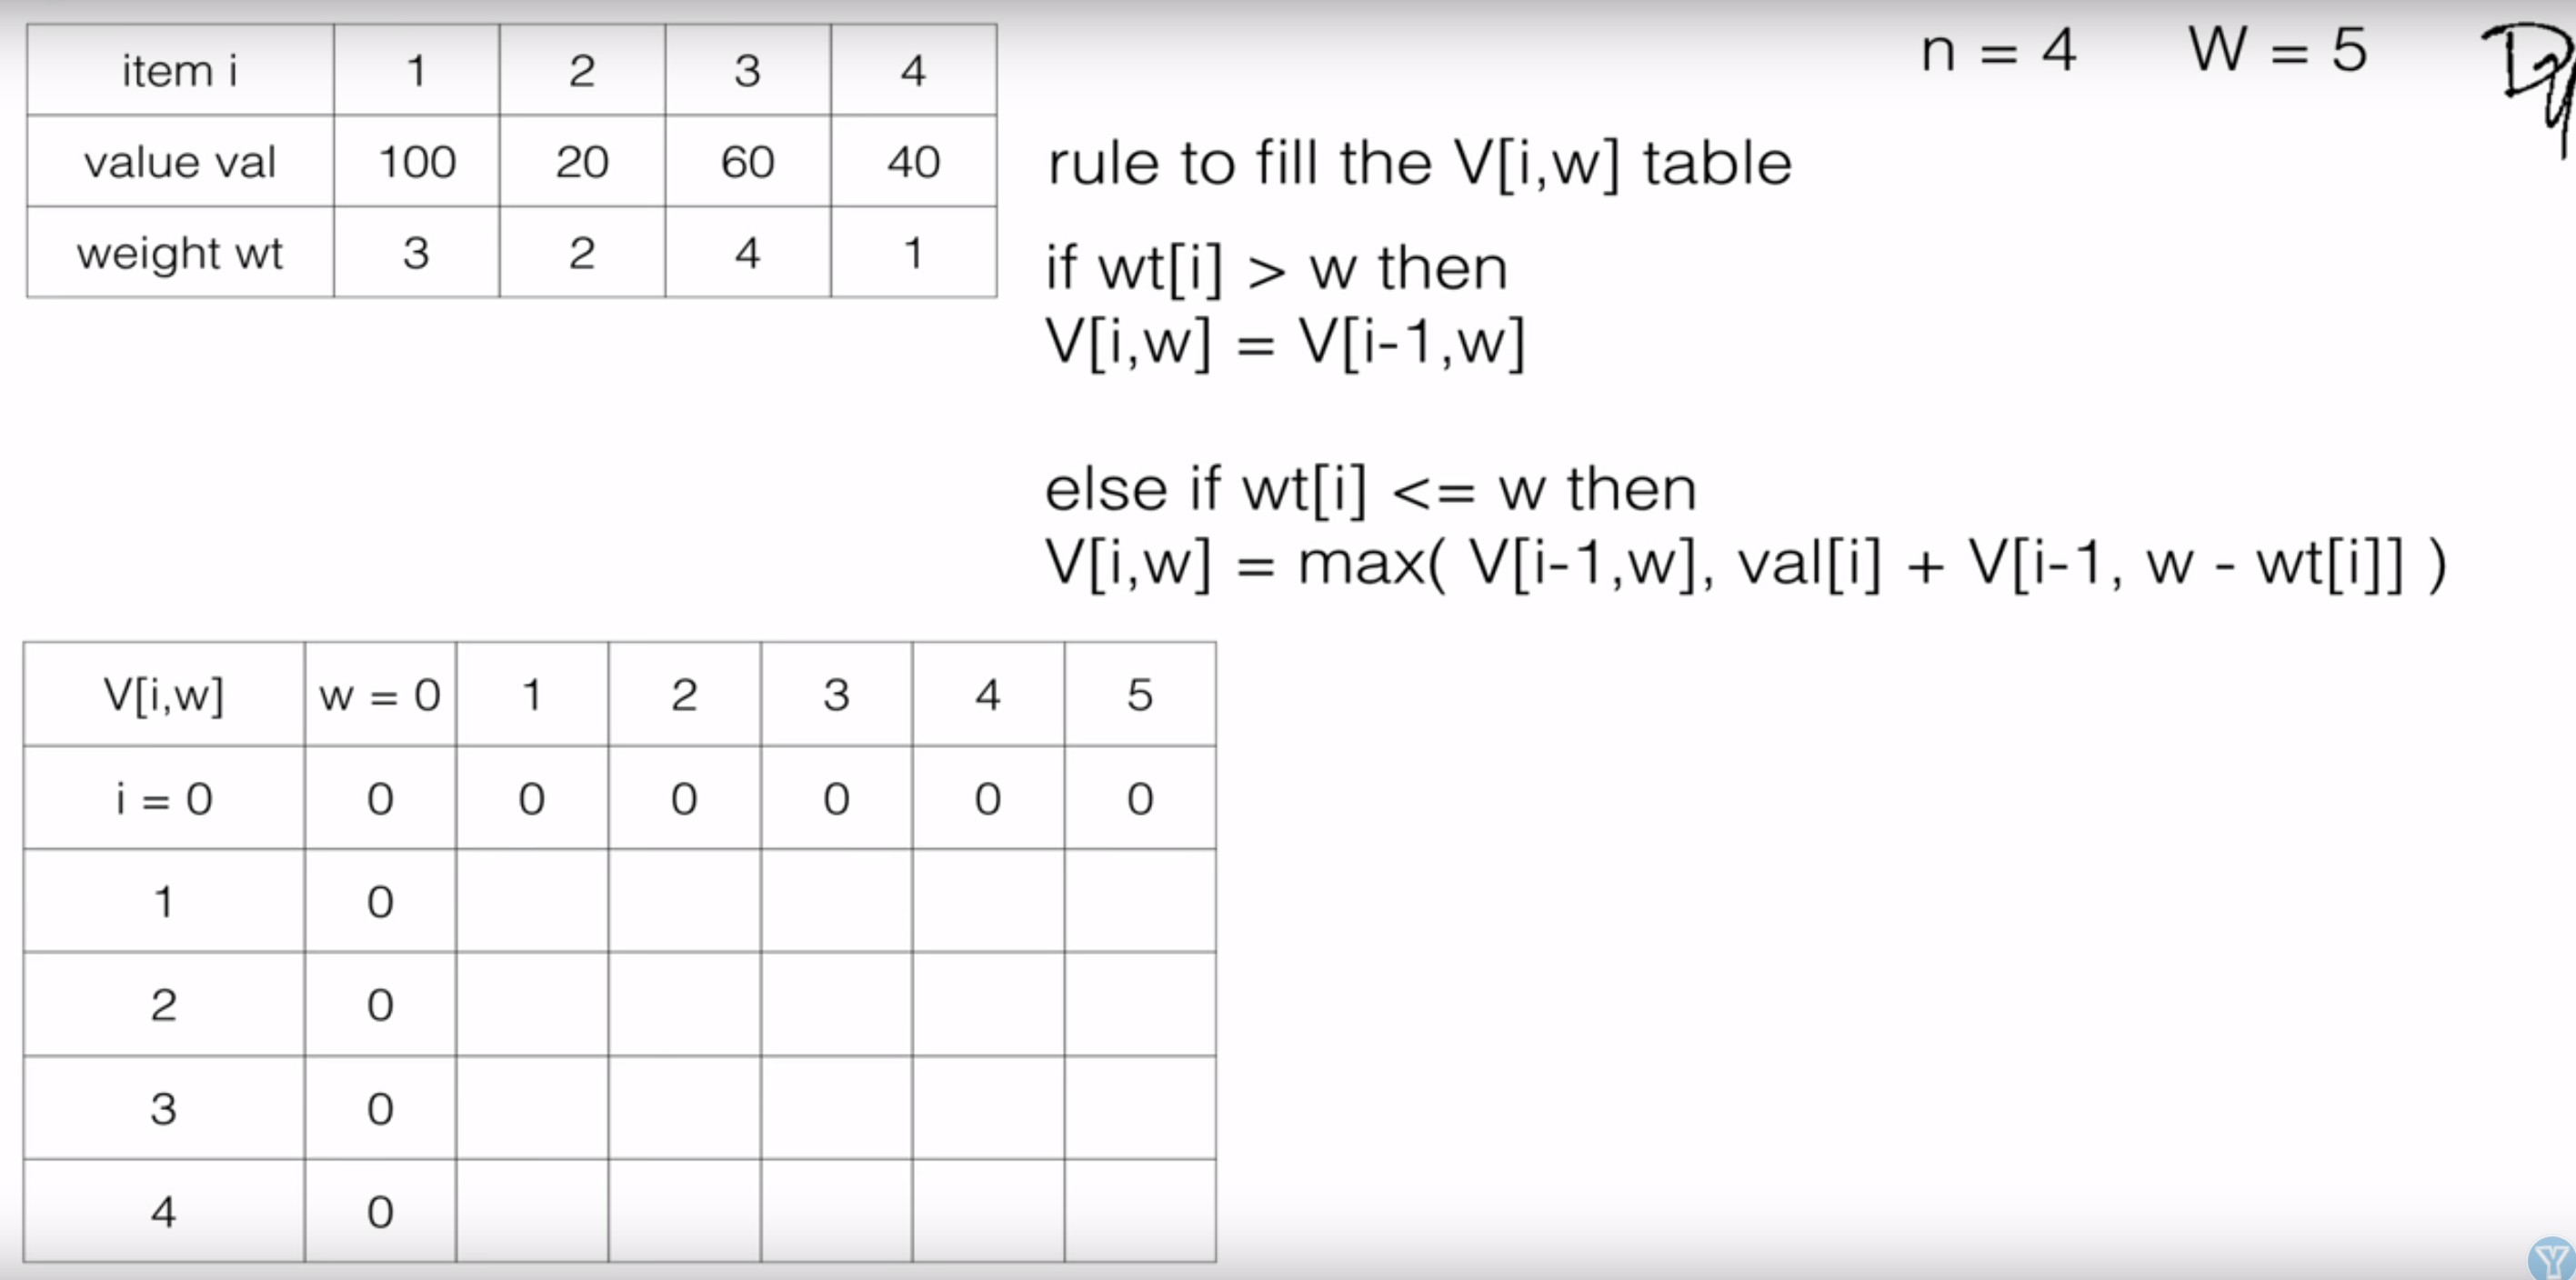 item i 1 2 3 4
value val 100 20 60 40
weight wt 3 2 4 1
n = 4 W = 5
rule to fill the V[i,w] table
if wt[i] > w then
V[i,w] = V[i-1,w]
else if wt[i] <= w then
V[i,w] = max( V[i-1,w], val[i] + V[i-1, w - wt[i]] )
V[i,w] w = 0 1 2 3 4 5
i = 0 0 0 0 0 0 0
1 0
2 0
3 0
4 0